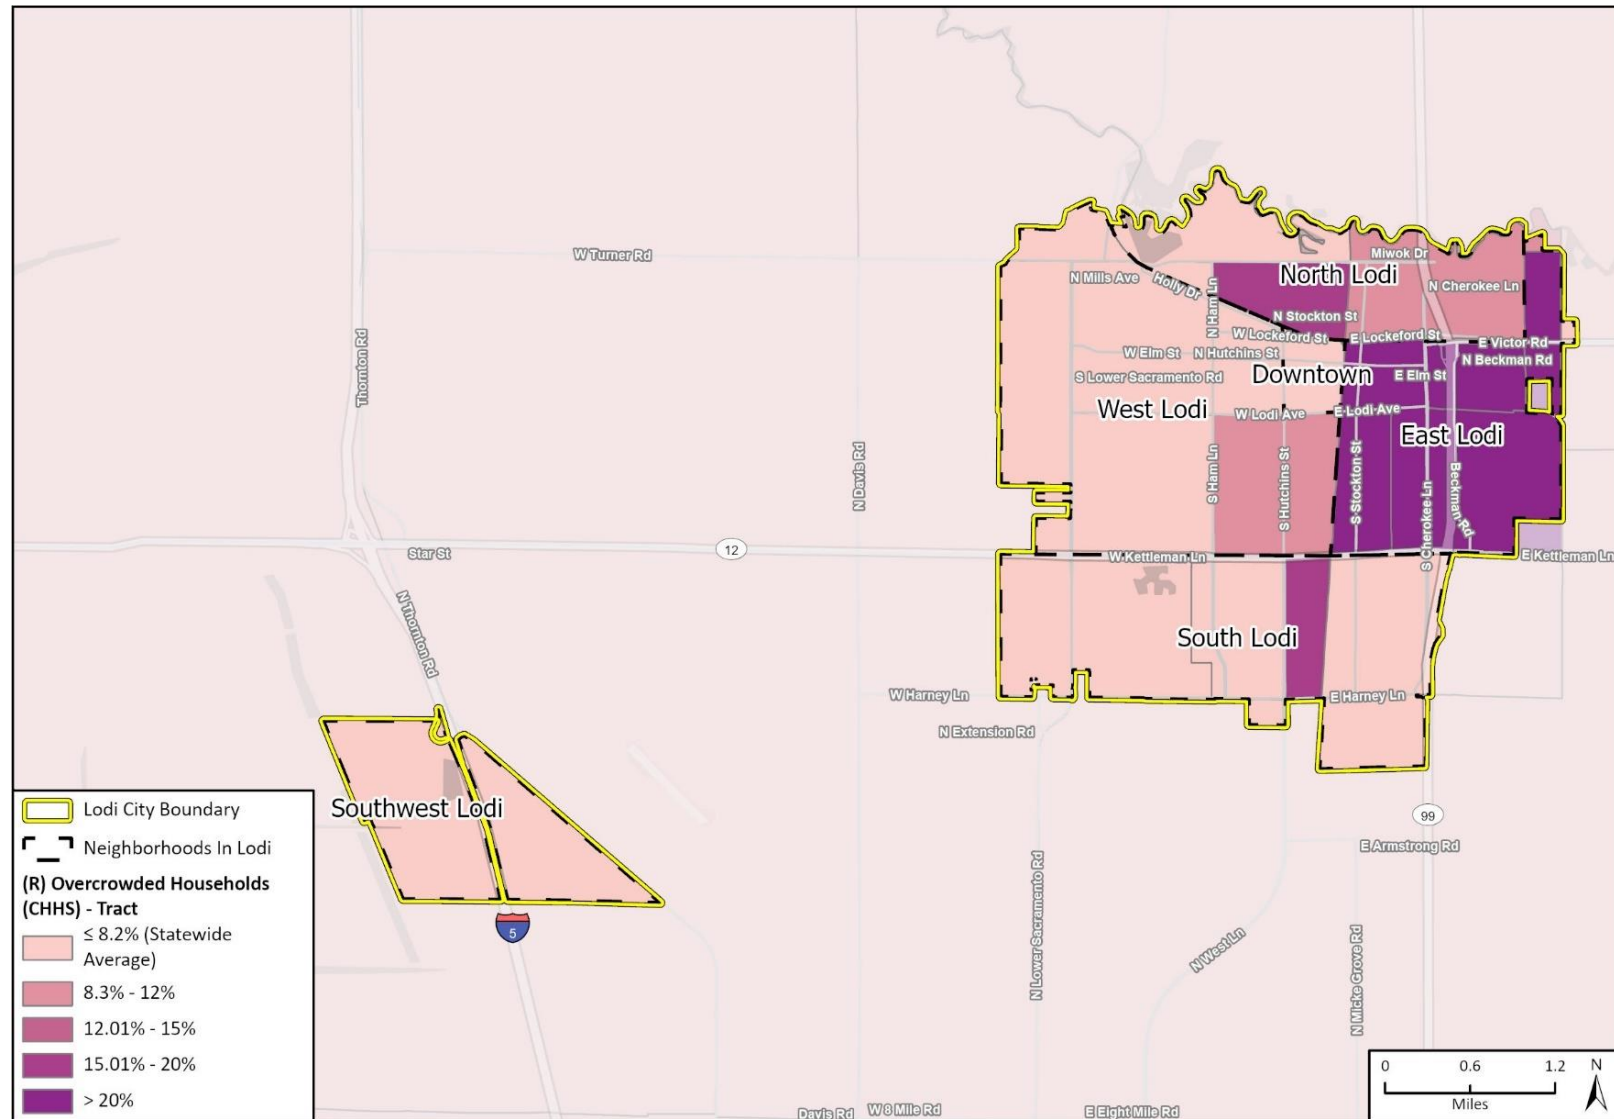 W Turner Rd
Miwok Dr
North Lodi
N Mills Ave
Holly Dr
N Cherokee Ln
N Ham Ln
N Stockton St
Thornton Rd
W Lockeford St
E Lockeford St
E Victor Rd
W Elm St
N Hutchins St
N Beckman Rd
S Lower Sacramento Rd
Downtown
E Elm St
West Lodi
W Lodi Ave
E Lodi Ave
East Lodi
N Davis Rd
S Ham Ln
S Hutchins St
S Stockton St
S Cherokee Ln
Beckman Rd
Star St
12
W Kettleman Ln
E Kettleman Ln
N Thornton Rd
South Lodi
W Harney Ln
E Harney Ln
N Extension Rd
Southwest Lodi
99
E Armstrong Rd
5
N Lower Sacramento Rd
N West Ln
N Micke Grove Rd
Davis Rd
W 8 Mile Rd
E Eight Mile Rd
Lodi City Boundary
Neighborhoods In Lodi
(R) Overcrowded Households
(CHHS) - Tract
≤ 8.2% (Statewide
Average)
8.3% - 12%
12.01% - 15%
15.01% - 20%
> 20%
0 0.6 1.2
Miles
N